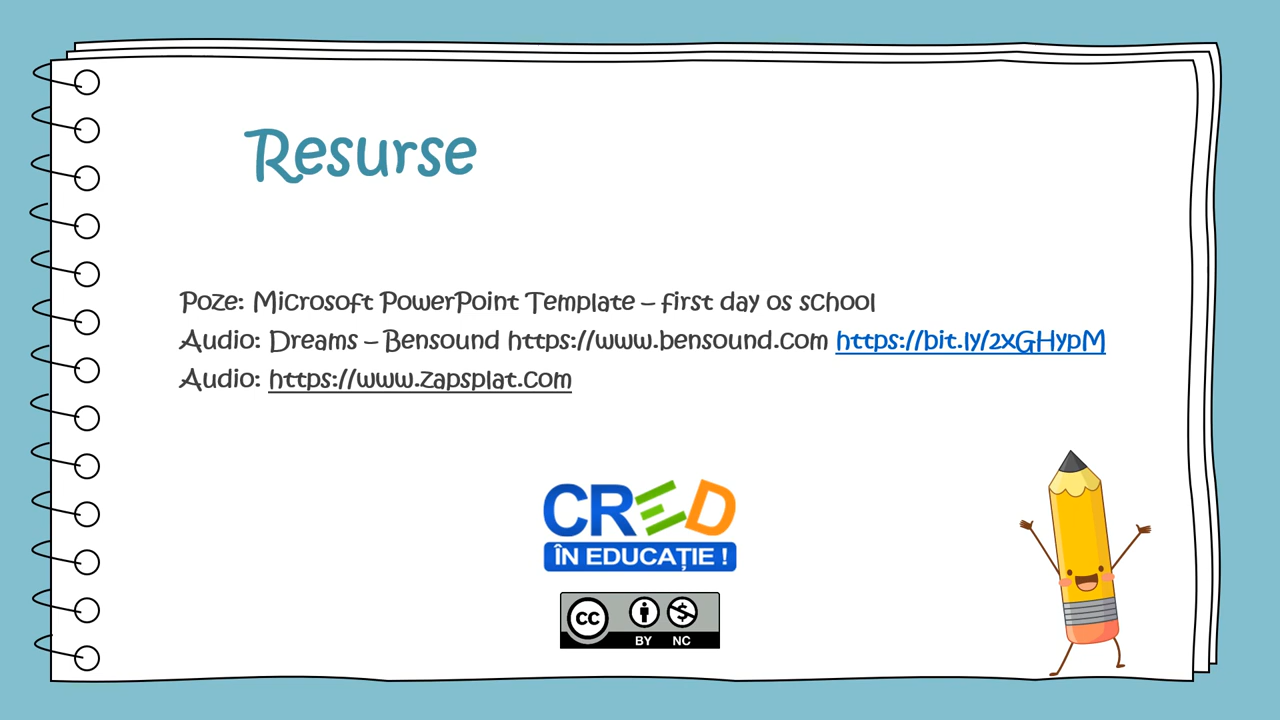 Resurse
Poze: Microsoft PowerPoint Template – first day os school
Audio: Dreams – Bensound https://www.bensound.com https://bit.ly/2xGHypM
Audio: https://www.zapsplat.com
CRED
ÎN EDUCAȚIE !
cc
BY NC